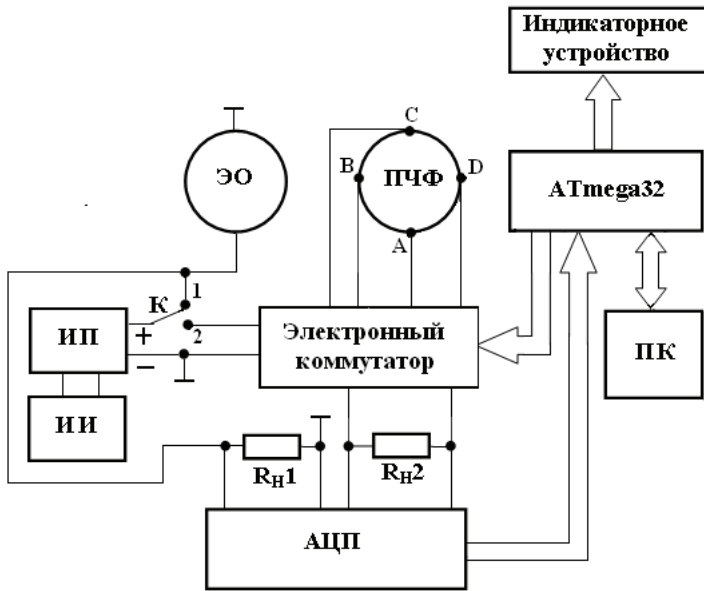 Индикаторное
устройство
C
ЭО
B
ПЧФ
D
ATmega32
A
К
1
ИП
+
2
−
Электронный
коммутатор
ПК
ИИ
RН1
RН2
АЦП